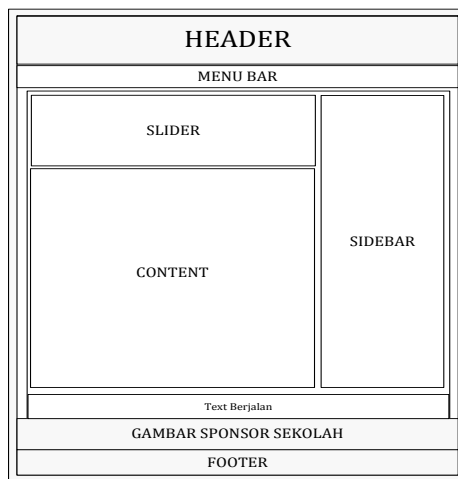 HEADER
MENU BAR
SLIDER
SIDEBAR
CONTENT
Text Berjalan
GAMBAR SPONSOR SEKOLAH
FOOTER